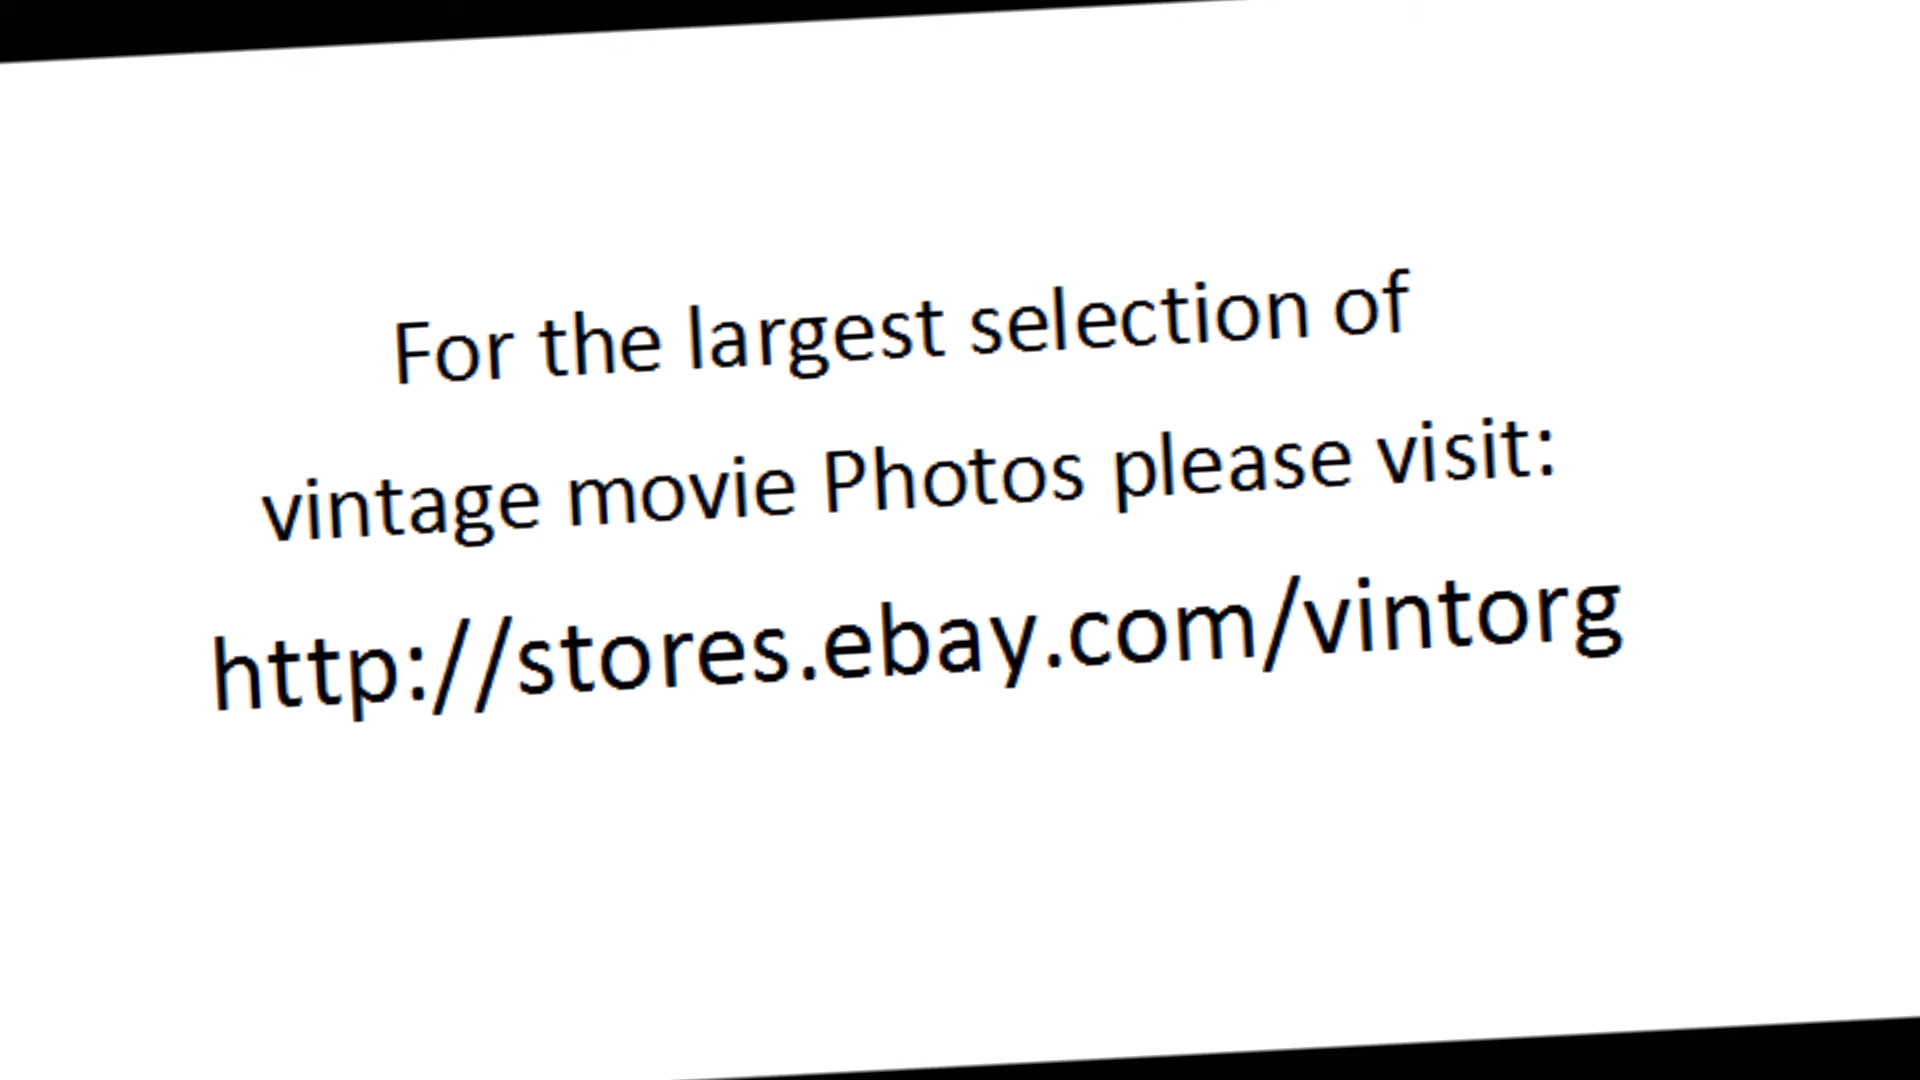 For the largest selection of
vintage movie Photos please visit:
http://stores.ebay.com/vintorg